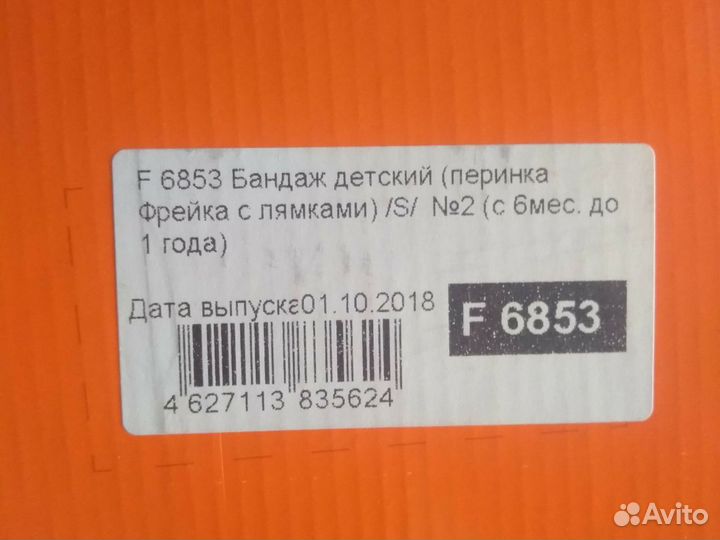 F 6853 Бандаж детский (перинка
Фрейка с лямками) /S/ №2 (с 6мес. до
1 года)
Дата выпуска01.10.2018
F 6853
4 627113 835624
Avito